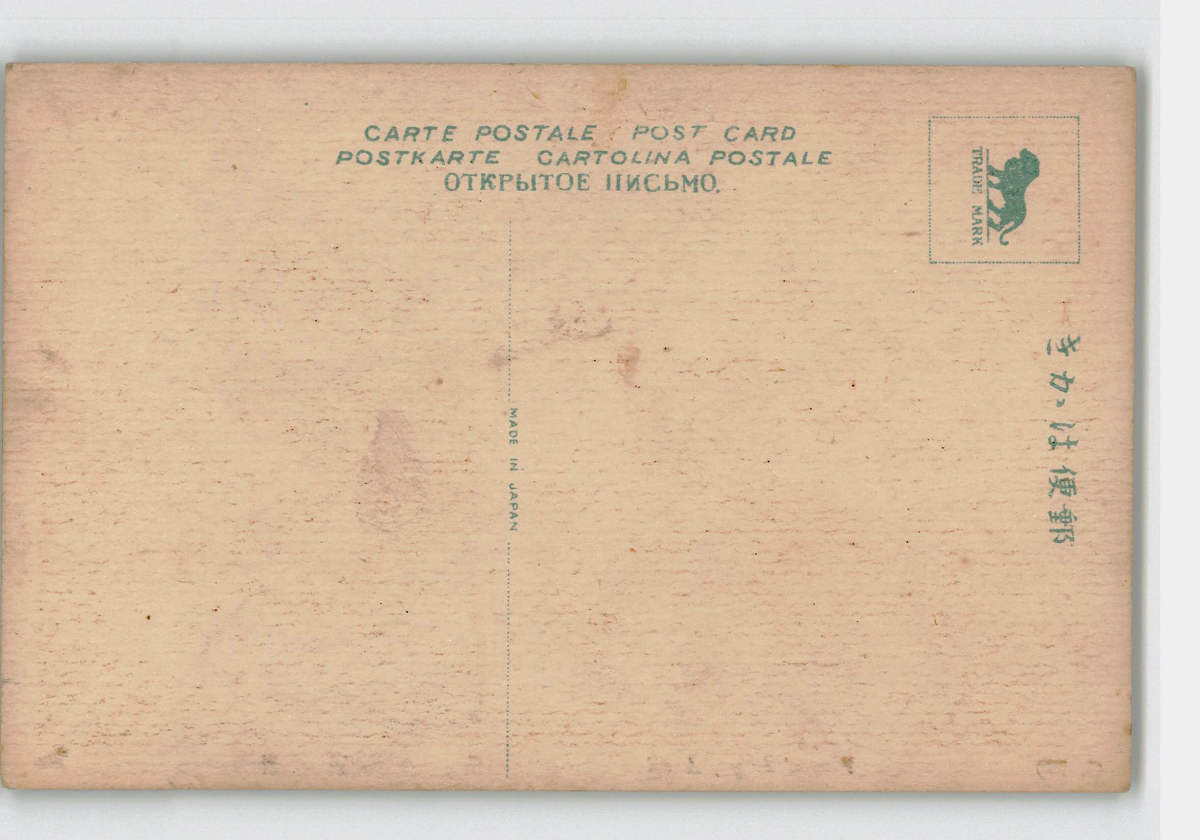 CARTE POSTALE POST CARD
POSTKARTE CARTOLINA POSTALE
ОТКРЫТОЕ ПИСЬМО.
TRADE MARK
きかゝは便郵
MADE IN JAPAN